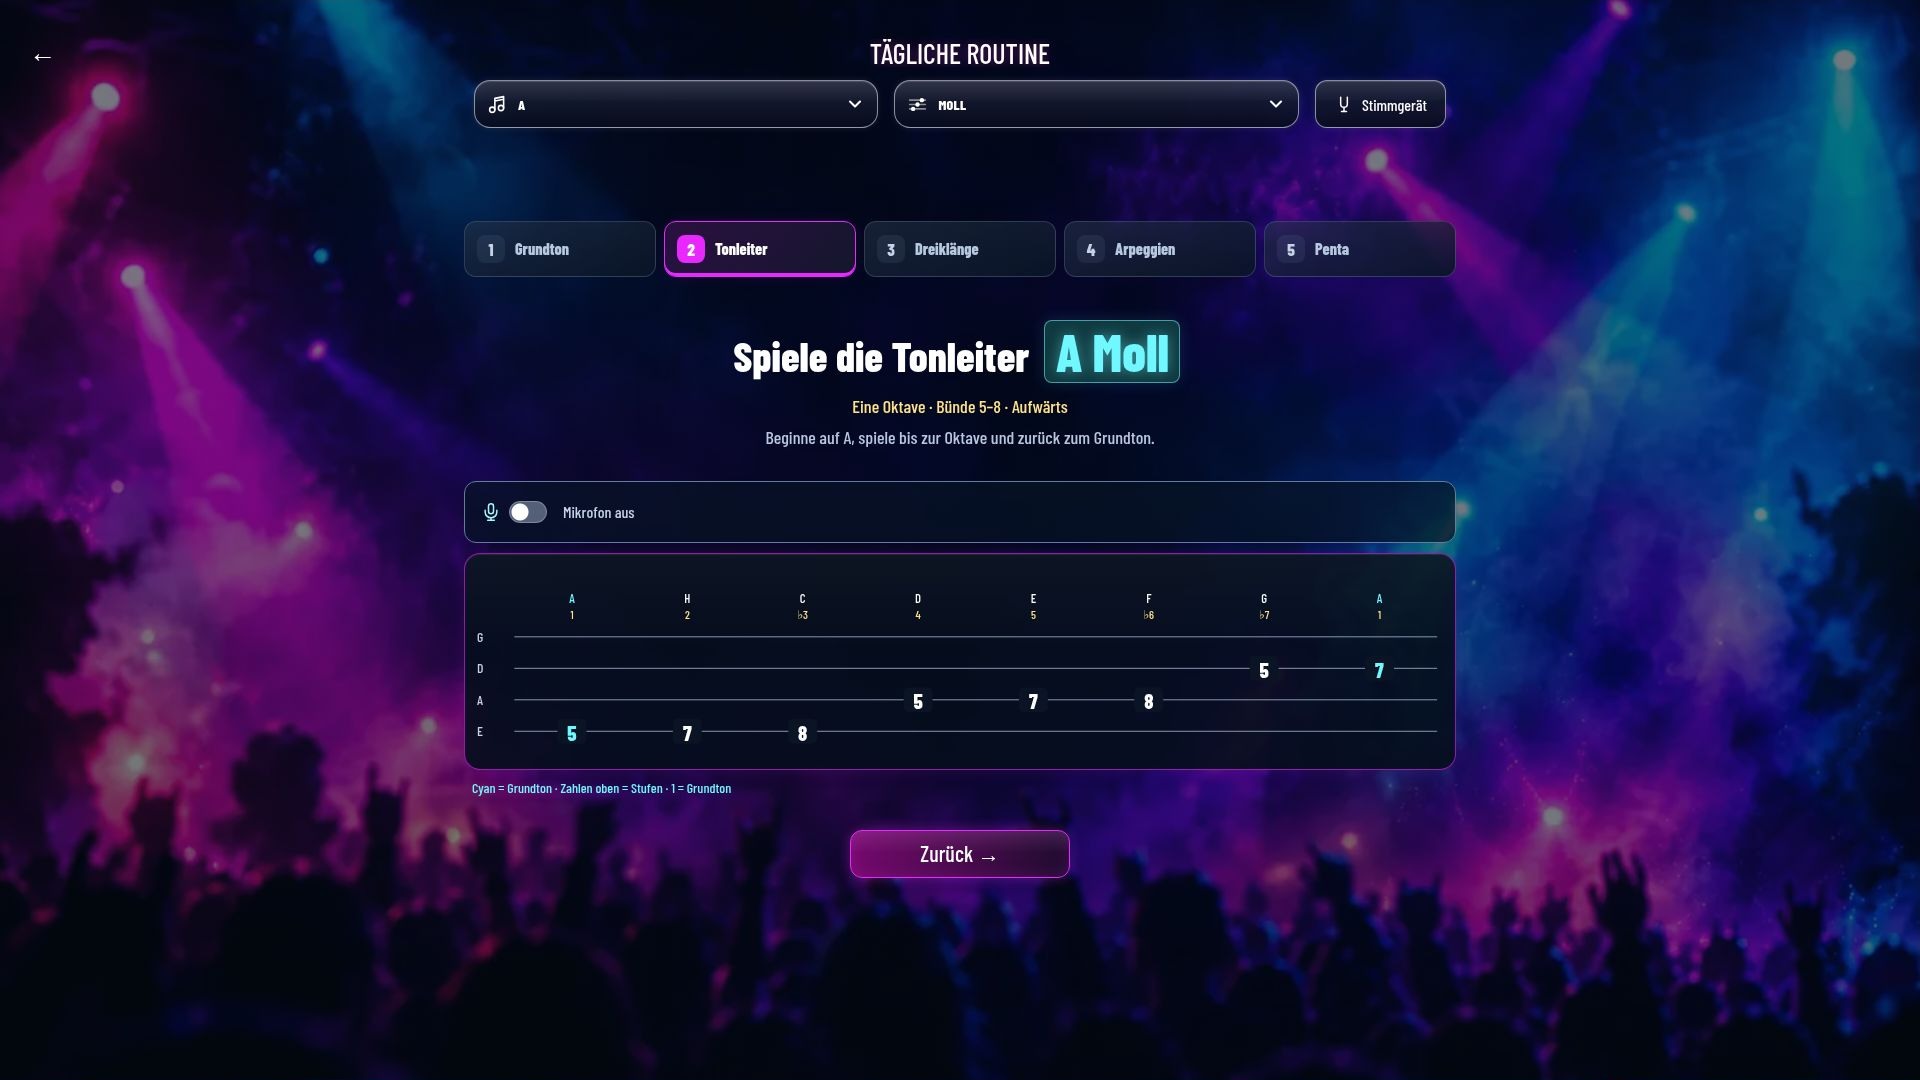 ←
TÄGLICHE ROUTINE
A
MOLL
Stimmgerät
1 Grundton
2 Tonleiter
3 Dreiklänge
4 Arpeggien
5 Penta
Spiele die Tonleiter A Moll
Eine Oktave · Bünde 5–8 · Aufwärts
Beginne auf A, spiele bis zur Oktave und zurück zum Grundton.
Mikrofon aus
A H C D E F G A
1 2 ♭3 4 5 ♭6 ♭7 1
G
D 5 7
A 5 7 8
E 5 7 8
Cyan = Grundton · Zahlen oben = Stufen · 1 = Grundton
Zurück →